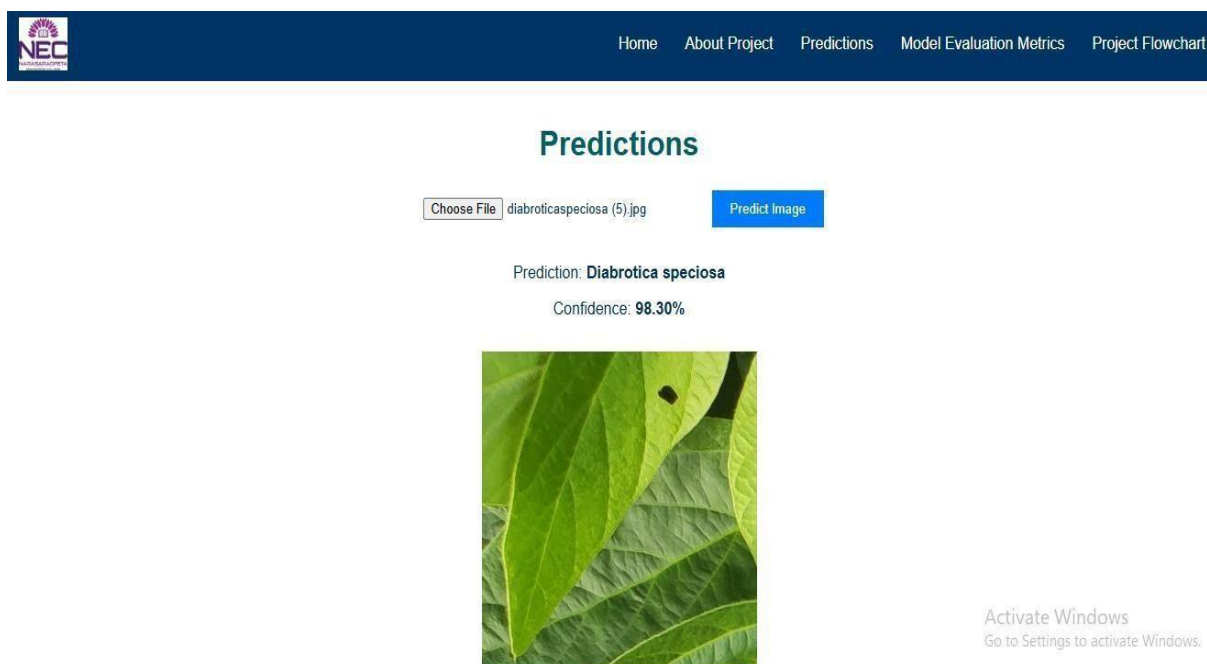 NEC
Home About Project Predictions Model Evaluation Metrics Project Flowchart
Predictions
Choose File diabroticaspeciosa (5).jpg Predict Image
Prediction: Diabrotica speciosa
Confidence: 98.30%
Activate Windows
Go to Settings to activate Windows.